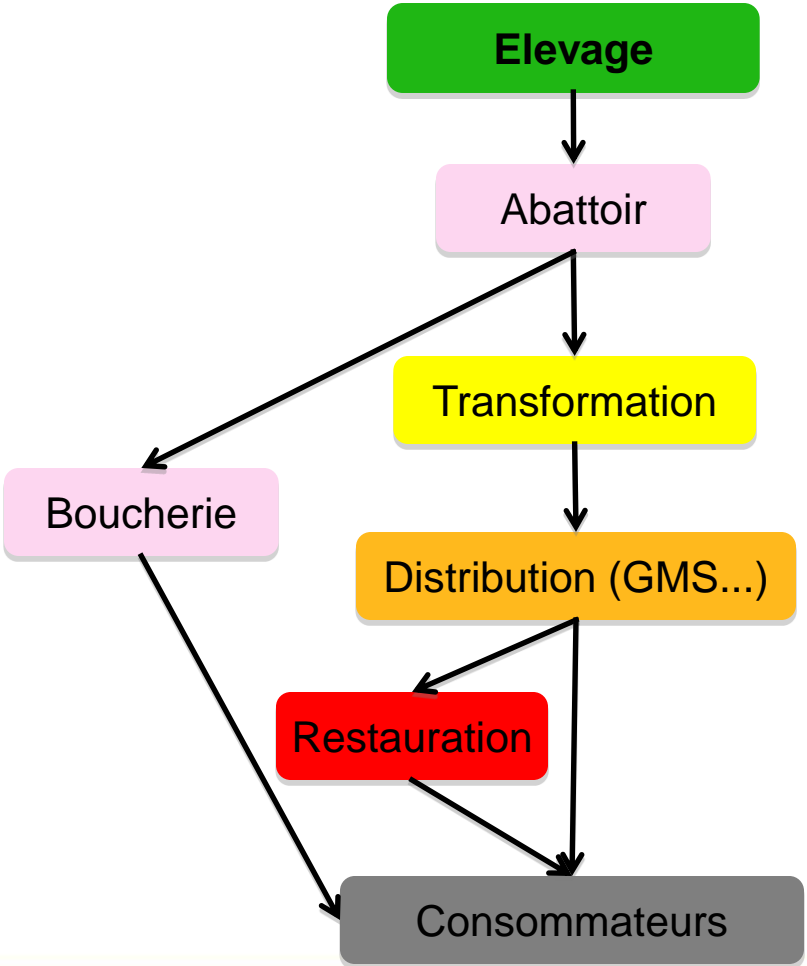 Elevage
Abattoir
Transformation
Boucherie
Distribution (GMS...)
Restauration
Consommateurs